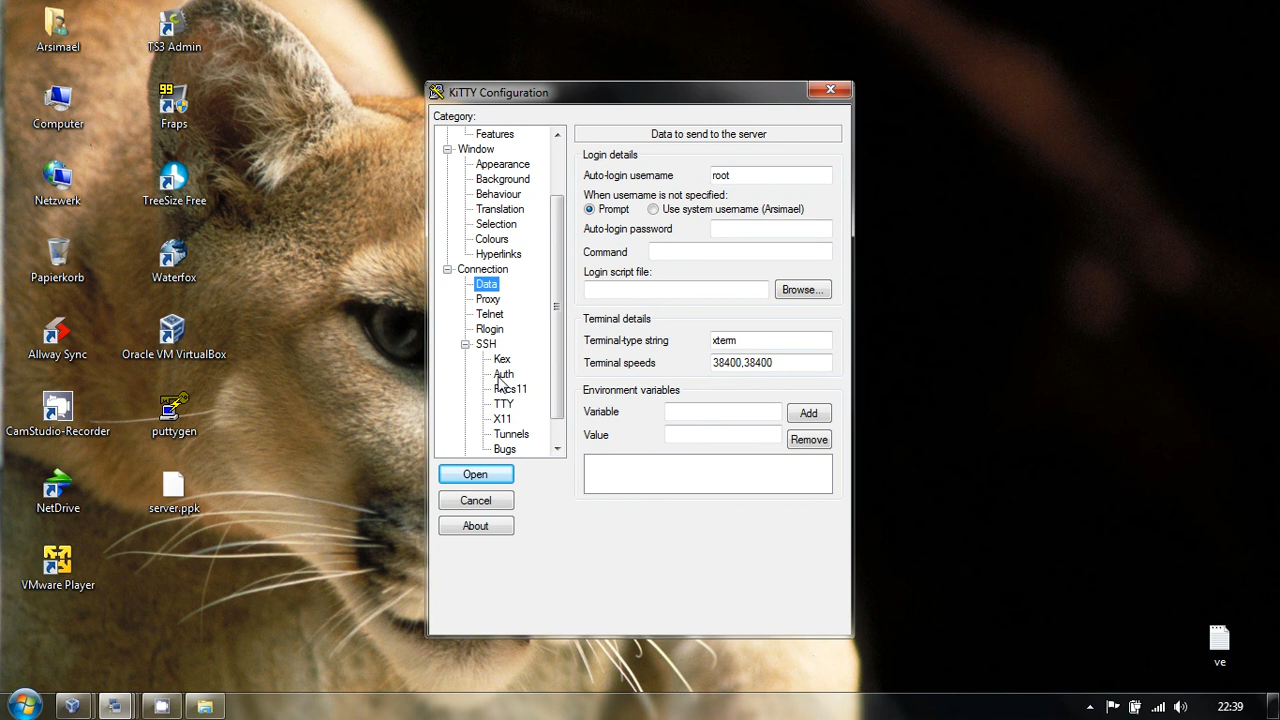 Arsimael
TS3 Admin
Computer
99
Fraps
Netzwerk
TreeSize Free
Papierkorb
Waterfox
Allway Sync
Oracle VM VirtualBox
CamStudio-Recorder
puttygen
NetDrive
server.ppk
VMware Player
KiTTY Configuration
Category:
Features
Window
Appearance
Background
Behaviour
Translation
Selection
Colours
Hyperlinks
Connection
Data
Proxy
Telnet
Rlogin
SSH
Kex
Auth
TTY
X11
Tunnels
Bugs
Open
Cancel
About
Data to send to the server
Login details
Auto-login username
root
When username is not specified:
Prompt
Use system username (Arsimael)
Auto-login password
Command
Login script file:
Browse...
Terminal details
Terminal-type string
xterm
Terminal speeds
38400,38400
Environment variables
Variable
Add
Value
Remove
ve
22:39